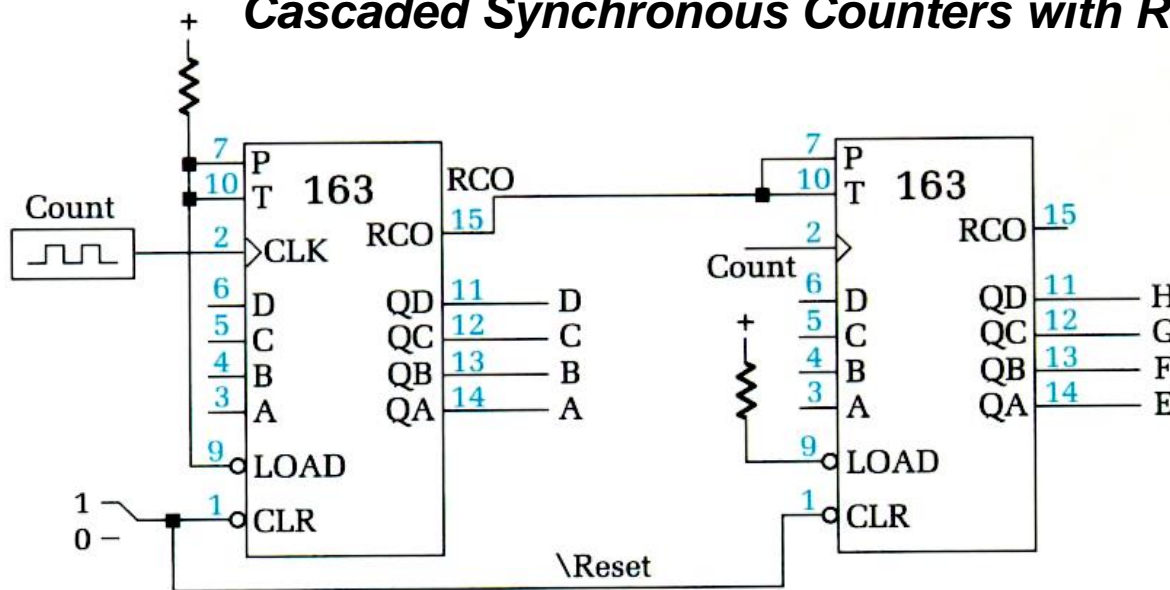 Cascaded Synchronous Counters with R
+
7
P
10
T
163
RCO
15
RCO
Count
2
CLK
6
D
5
C
4
B
3
A
QD
11
D
QC
12
C
QB
13
B
QA
14
A
9
LOAD
1
0
1
CLR
\Reset
7
P
10
T
163
RCO
15
2
Count
+
6
D
5
C
4
B
3
A
QD
11
H
QC
12
G
QB
13
F
QA
14
E
9
LOAD
1
CLR